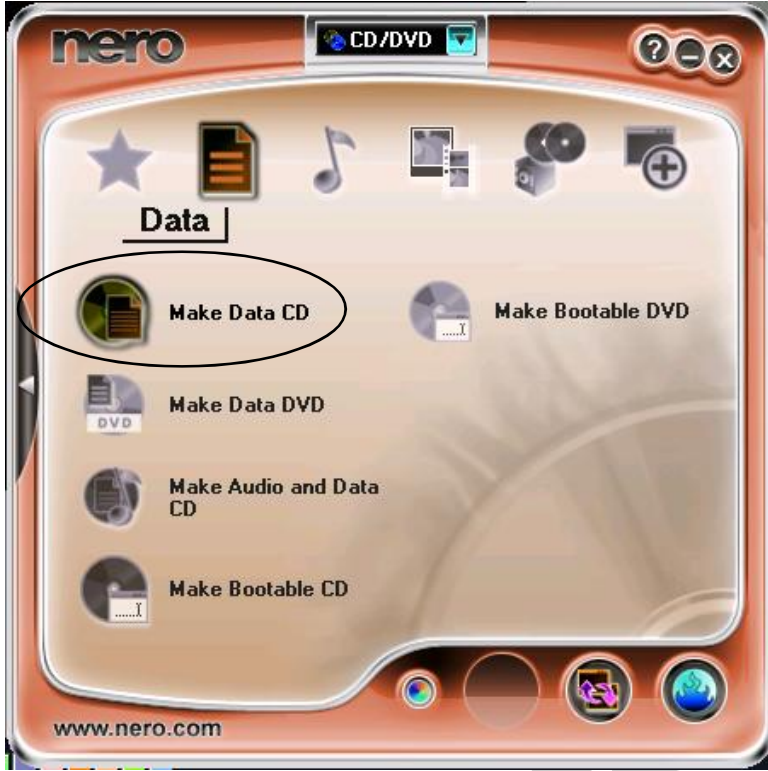 nero
CD/DVD
?
Data
Make Data CD
Make Bootable DVD
DVD
Make Data DVD
Make Audio and Data
CD
Make Bootable CD
www.nero.com